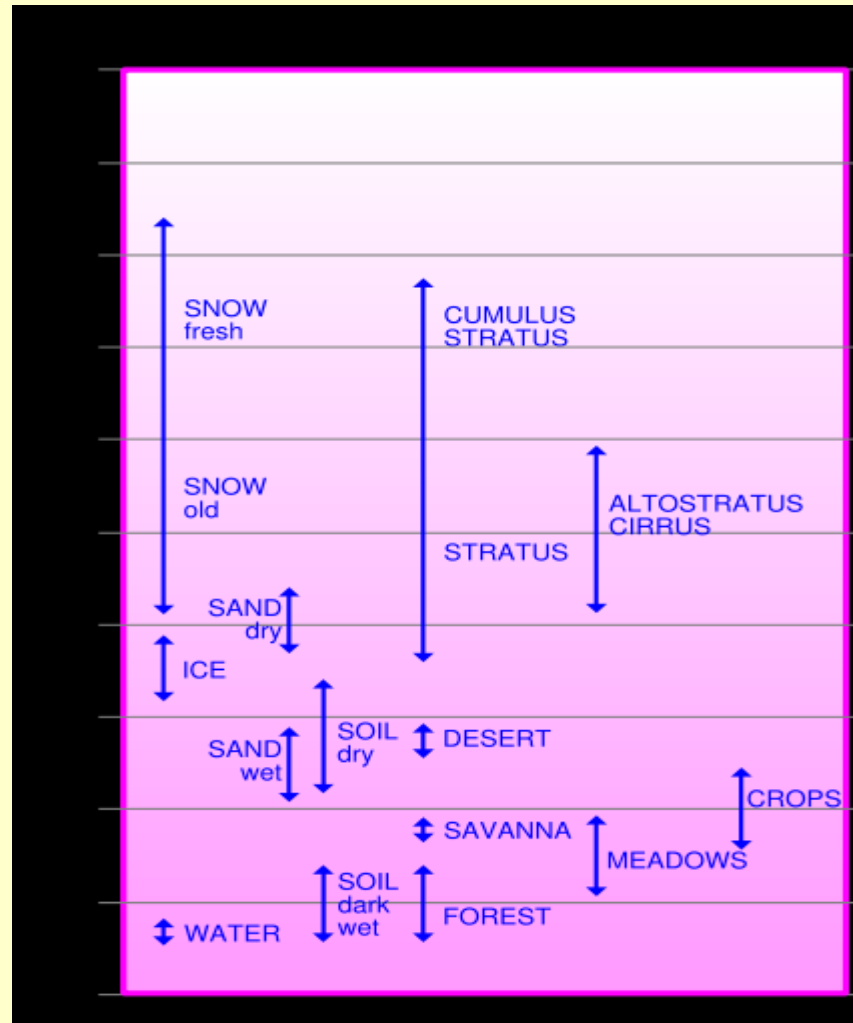 SNOW
fresh
CUMULUS
STRATUS
SNOW
old
ALTOSTRATUS
CIRRUS
STRATUS
SAND
dry
ICE
SOIL
dry
DESERT
SAND
wet
CROPS
SAVANNA
MEADOWS
SOIL
dark
wet
FOREST
WATER